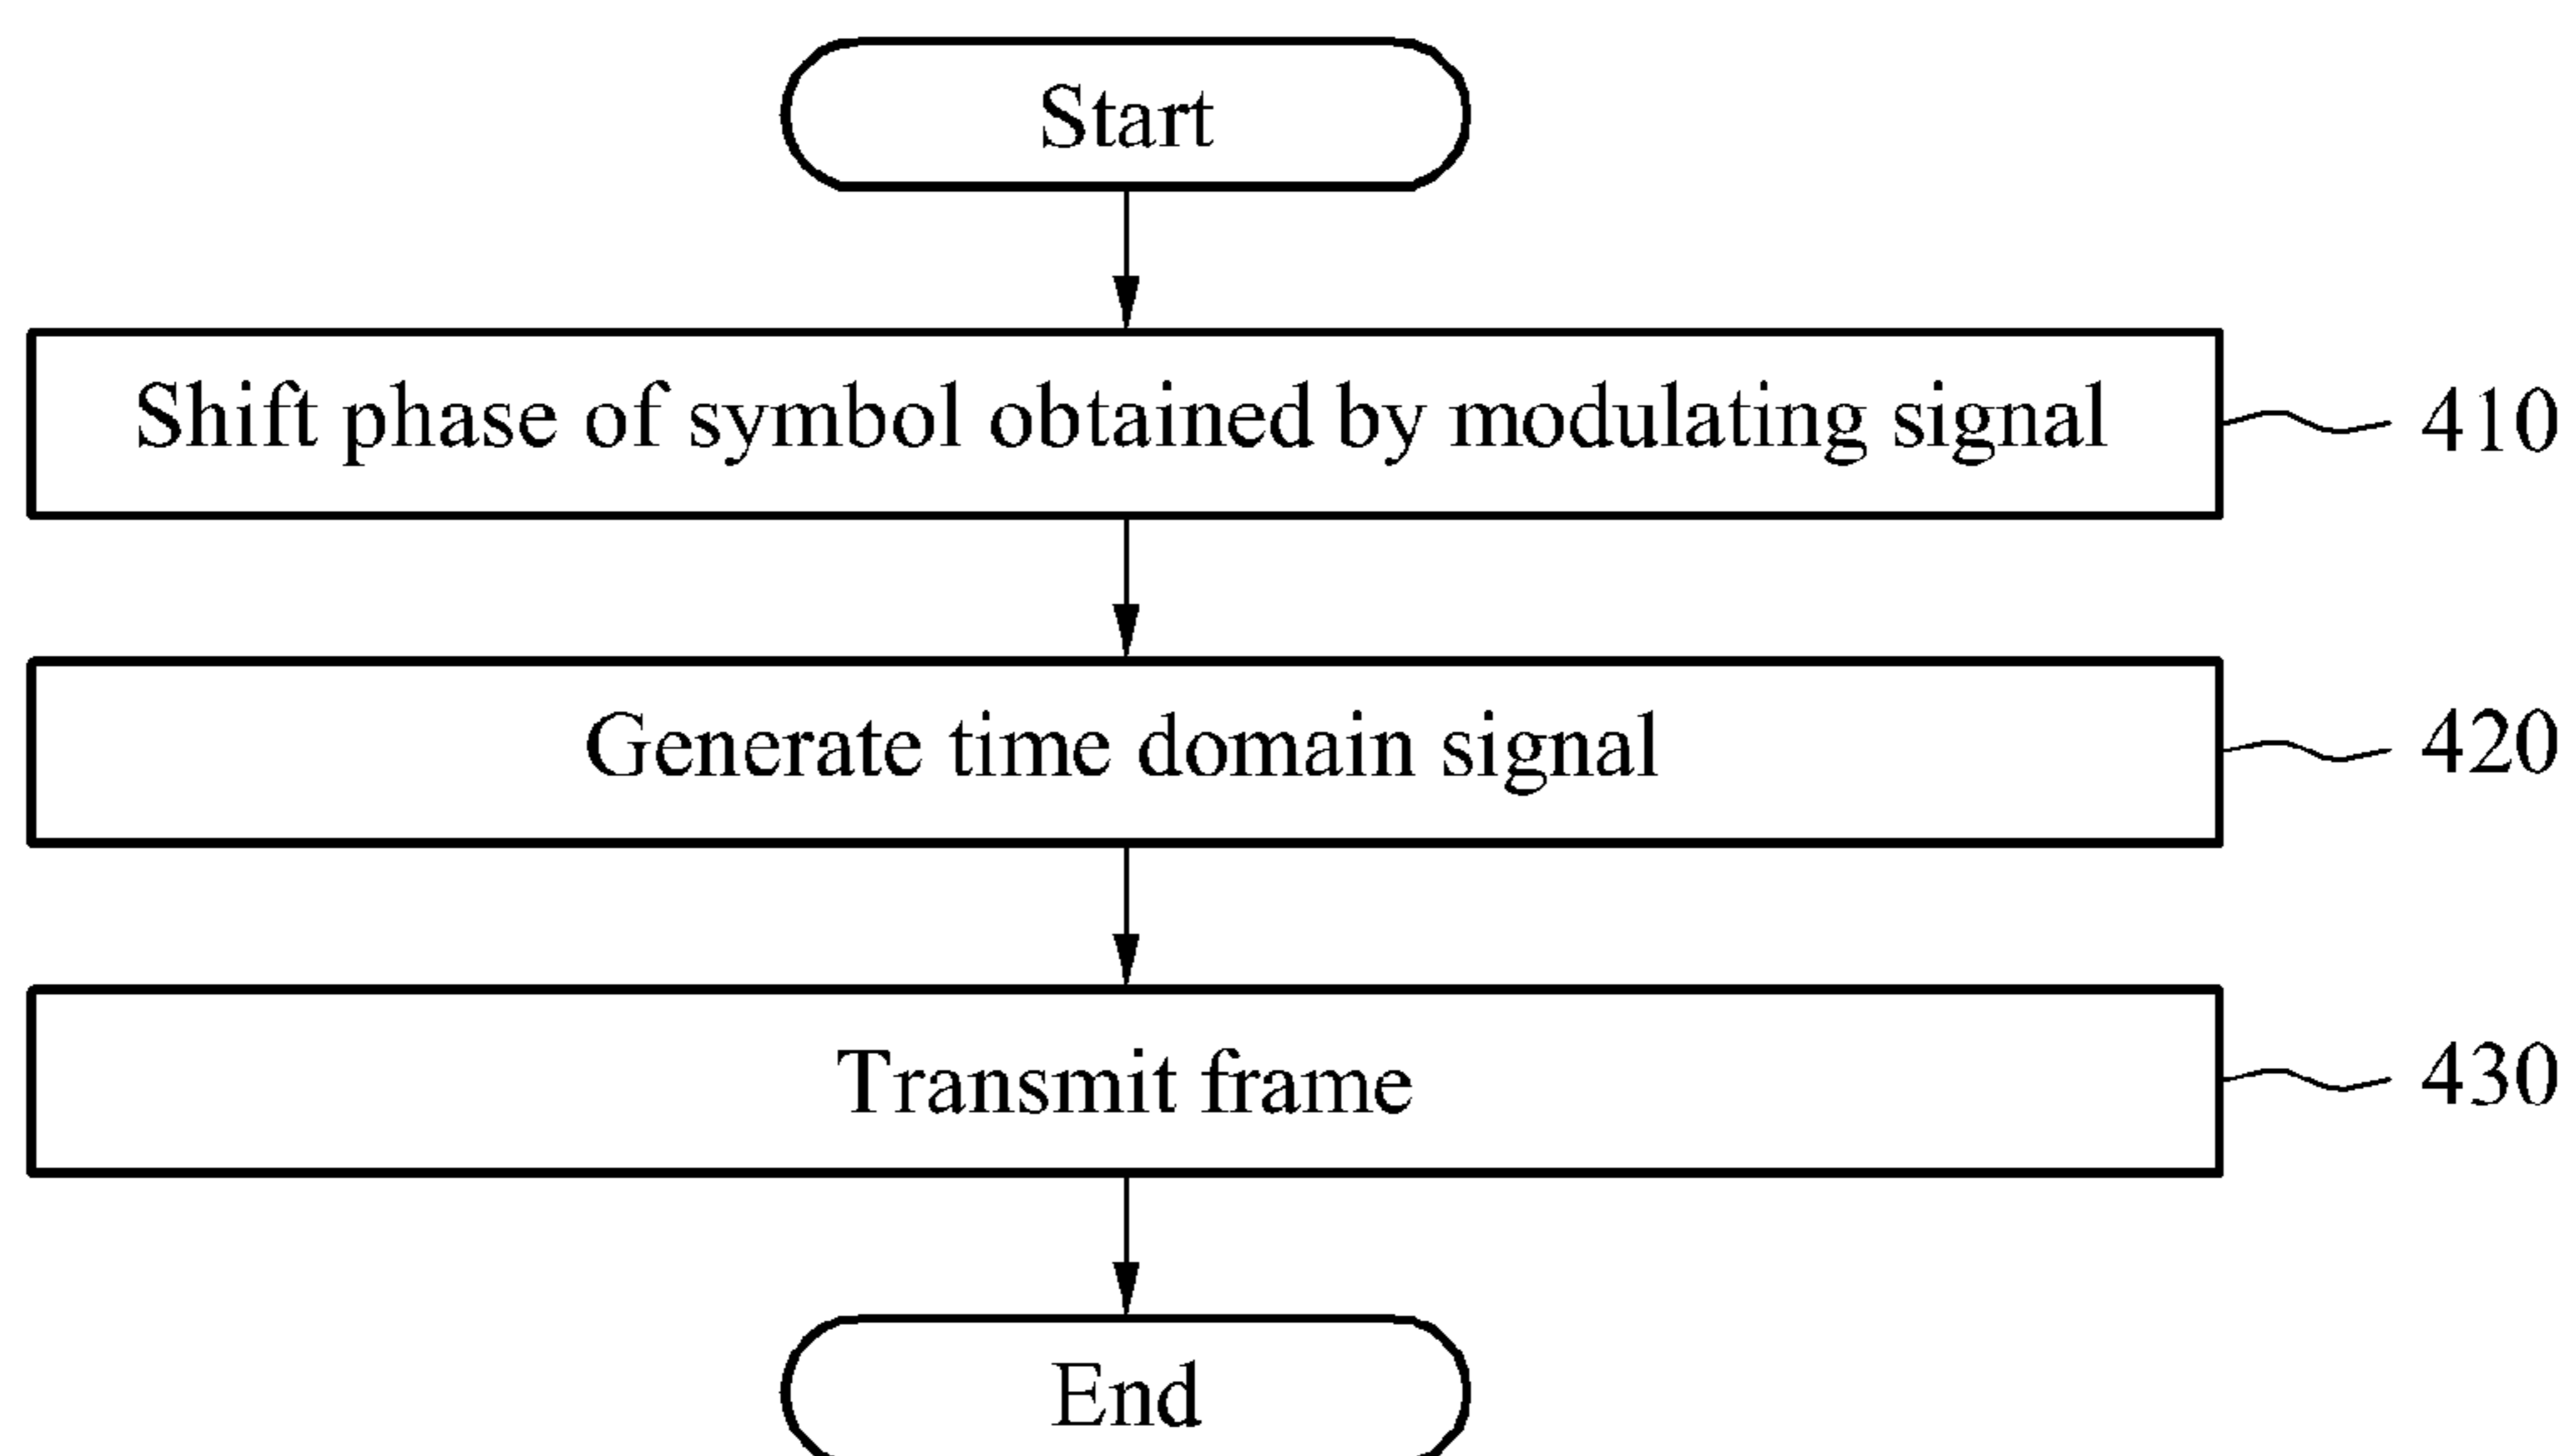 Start
Shift phase of symbol obtained by modulating signal 410
Generate time domain signal 420
Transmit frame 430
End